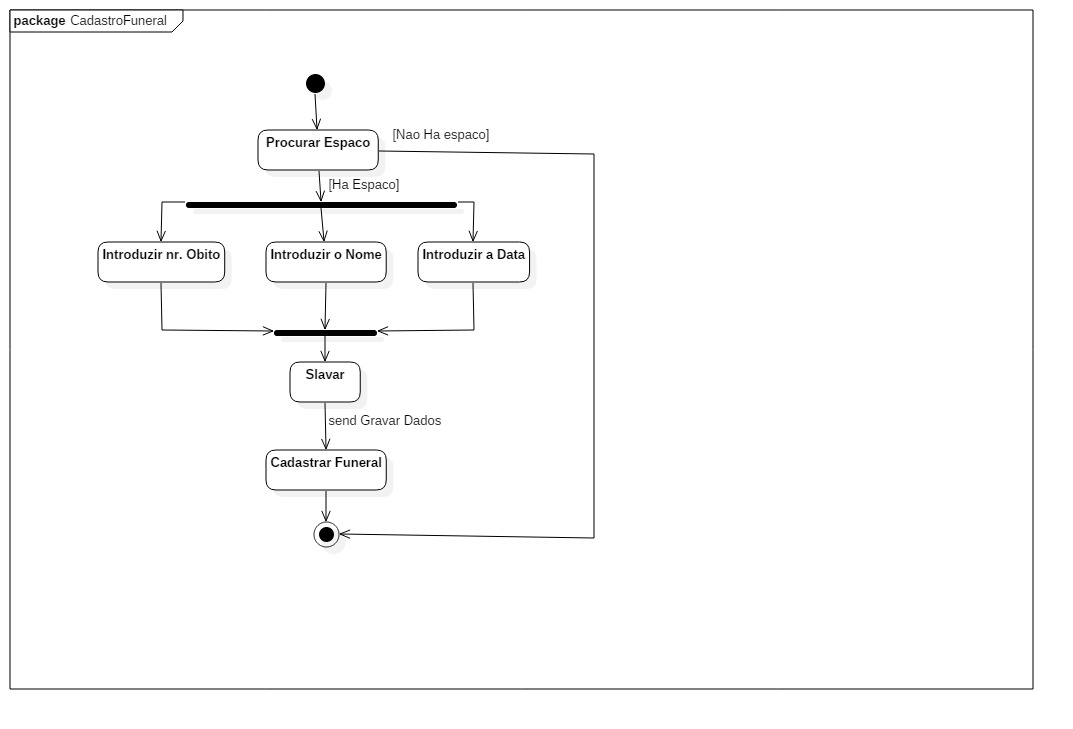 package CadastroFuneral
Procurar Espaco
[Nao Ha espaco]
[Ha Espaco]
Introduzir nr. Obito
Introduzir o Nome
Introduzir a Data
Slavar
send Gravar Dados
Cadastrar Funeral